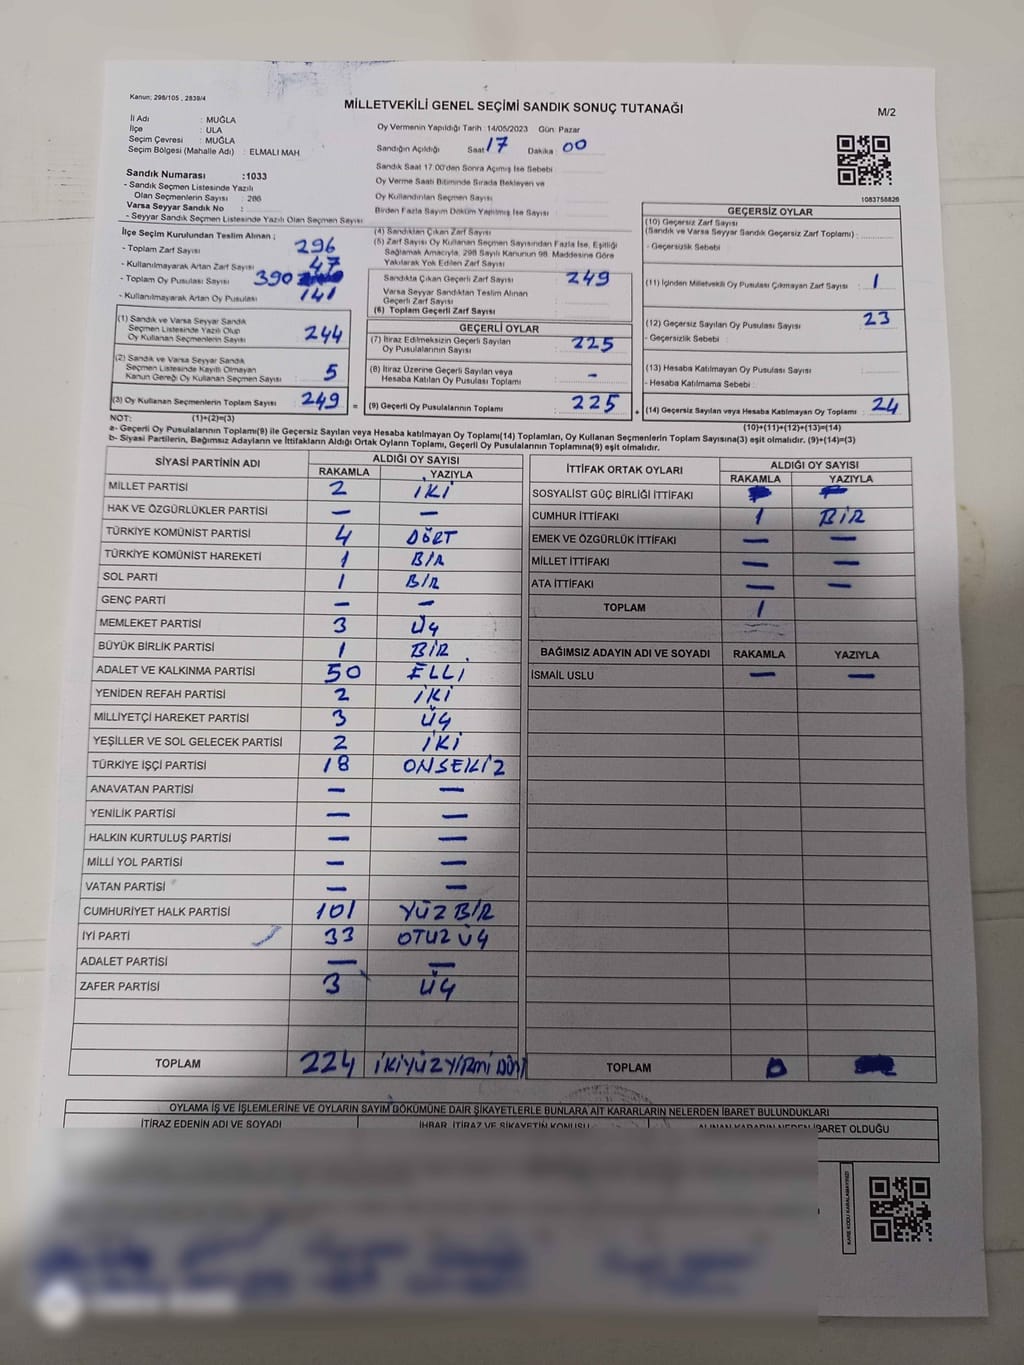 Kanun; 298/105 , 2839/4
MİLLETVEKİLİ GENEL SEÇİMİ SANDIK SONUÇ TUTANAĞI
M/2
İli Adı : MUĞLA
İlçe : ULA
Seçim Çevresi : MUĞLA
Seçim Bölgesi (Mahalle Adı) : ELMALI MAH
Oy Vermenin Yapıldığı Tarih :14/05/2023 Gün: Pazar
Sandığın Açıldığı Saat 17 Dakika : 00
Sandık Saat 17:00'den Sonra Açılmış İse Sebebi
Oy Verme Saati Bitiminde Sırada Bekleyen ve
Oy Kullandırılan Seçmen Sayısı
Birden Fazla Sayım Döküm Yapılmış İse Sayısı
Sandık Numarası :1033
- Sandık Seçmen Listesinde Yazılı
Olan Seçmenlerin Sayısı : 286
Varsa Seyyar Sandık No :
- Seyyar Sandık Seçmen Listesinde Yazılı Olan Seçmen Sayısı
1083758826
İlçe Seçim Kurulundan Teslim Alınan ;
- Toplam Zarf Sayısı 296
- Kullanılmayarak Artan Zarf Sayısı 47
- Toplam Oy Pusulası Sayısı 390
- Kullanılmayarak Artan Oy Pusulası 141
(1) Sandık ve Varsa Seyyar Sandık
Seçmen Listesinde Yazılı Olup
Oy Kullanan Seçmenlerin Sayısı 244
(2) Sandık ve Varsa Seyyar Sandık
Seçmen Listesinde Kayıtlı Olmayan
Kanun Gereği Oy Kullanan Seçmen Sayısı 5
(3) Oy Kullanan Seçmenlerin Toplam Sayısı 249
(4) Sandıktan Çıkan Zarf Sayısı
(5) Zarf Sayısı Oy Kullanan Seçmen Sayısından Fazla İse, Eşitliği
Sağlamak Amacıyla, 298 Sayılı Kanunun 98. Maddesine Göre
Yakılarak Yok Edilen Zarf Sayısı
Sandıkta Çıkan Geçerli Zarf Sayısı 249
Varsa Seyyar Sandıktan Teslim Alınan
Geçerli Zarf Sayısı
(6) Toplam Geçerli Zarf Sayısı
GEÇERLİ OYLAR
(7) İtiraz Edilmeksizin Geçerli Sayılan
Oy Pusulalarının Sayısı : 225
(8) İtiraz Üzerine Geçerli Sayılan veya
Hesaba Katılan Oy Pusulası Toplamı : -
= (9) Geçerli Oy Pusulalarının Toplamı : 225
GEÇERSİZ OYLAR
(10) Geçersiz Zarf Sayısı
(Sandık ve Varsa Seyyar Sandık Geçersiz Zarf Toplamı) :
- Geçersizlik Sebebi :
(11) İçinden Milletvekili Oy Pusulası Çıkmayan Zarf Sayısı : 1
(12) Geçersiz Sayılan Oy Pusulası Sayısı : 23
- Geçersizlik Sebebi :
(13) Hesaba Katılmayan Oy Pusulası Sayısı :
- Hesaba Katılmama Sebebi :
+ (14) Geçersiz Sayılan veya Hesaba Katılmayan Oy Toplamı : 24
NOT: (1)+(2)=(3)
(10)+(11)+(12)+(13)=(14)
a- Geçerli Oy Pusulaların Toplamı(9) ile Geçersiz Sayılan veya Hesaba katılmayan Oy Toplamı(14) Toplamları, Oy Kullanan Seçmenlerin Toplam Sayısına(3) eşit olmalıdır. (9)+(14)=(3)
b- Siyasi Partilerin, Bağımsız Adayların ve İttifakların Aldığı Ortak Oyların Toplamı, Geçerli Oy Pusulalarının Toplamına(9) eşit olmalıdır.
SİYASİ PARTİNİN ADI ALDIĞI OY SAYISI
RAKAMLA YAZIYLA
MİLLET PARTİSİ 2 İKİ
HAK VE ÖZGÜRLÜKLER PARTİSİ — —
TÜRKİYE KOMÜNİST PARTİSİ 4 DÖRT
TÜRKİYE KOMÜNİST HAREKETİ 1 BİR
SOL PARTİ 1 BİR
GENÇ PARTİ — —
MEMLEKET PARTİSİ 3 ÜÇ
BÜYÜK BİRLİK PARTİSİ 1 BİR
ADALET VE KALKINMA PARTİSİ 50 ELLİ
YENİDEN REFAH PARTİSİ 2 İKİ
MİLLİYETÇİ HAREKET PARTİSİ 3 ÜÇ
YEŞİLLER VE SOL GELECEK PARTİSİ 2 İKİ
TÜRKİYE İŞÇİ PARTİSİ 18 ONSEKİZ
ANAVATAN PARTİSİ — —
YENİLİK PARTİSİ — —
HALKIN KURTULUŞ PARTİSİ — —
MİLLİ YOL PARTİSİ — —
VATAN PARTİSİ — —
CUMHURİYET HALK PARTİSİ 101 YÜZ BİR
İYİ PARTİ 33 OTUZ ÜÇ
ADALET PARTİSİ — —
ZAFER PARTİSİ 3 ÜÇ
TOPLAM 224 İKİYÜZYİRMİ DÖRT
İTTİFAK ORTAK OYLARI ALDIĞI OY SAYISI
RAKAMLA YAZIYLA
SOSYALİST GÜÇ BİRLİĞİ İTTİFAKI
CUMHUR İTTİFAKI 1 BİR
EMEK VE ÖZGÜRLÜK İTTİFAKI — —
MİLLET İTTİFAKI — —
ATA İTTİFAKI — —
TOPLAM 1
BAĞIMSIZ ADAYIN ADI VE SOYADI RAKAMLA YAZIYLA
İSMAİL USLU — —
TOPLAM 0
OYLAMA İŞ VE İŞLEMLERİNE VE OYLARIN SAYIM DÖKÜMÜNE DAİR ŞİKAYETLERLE BUNLARA AİT KARARLARIN NELERDEN İBARET BULUNDUKLARI
İTİRAZ EDENİN ADI VE SOYADI İHBAR, İTİRAZ VE ŞİKAYETİN KONUSU ALINAN KARARIN NEDEN İBARET OLDUĞU
KARE KODU KARALAMAYINIZ!